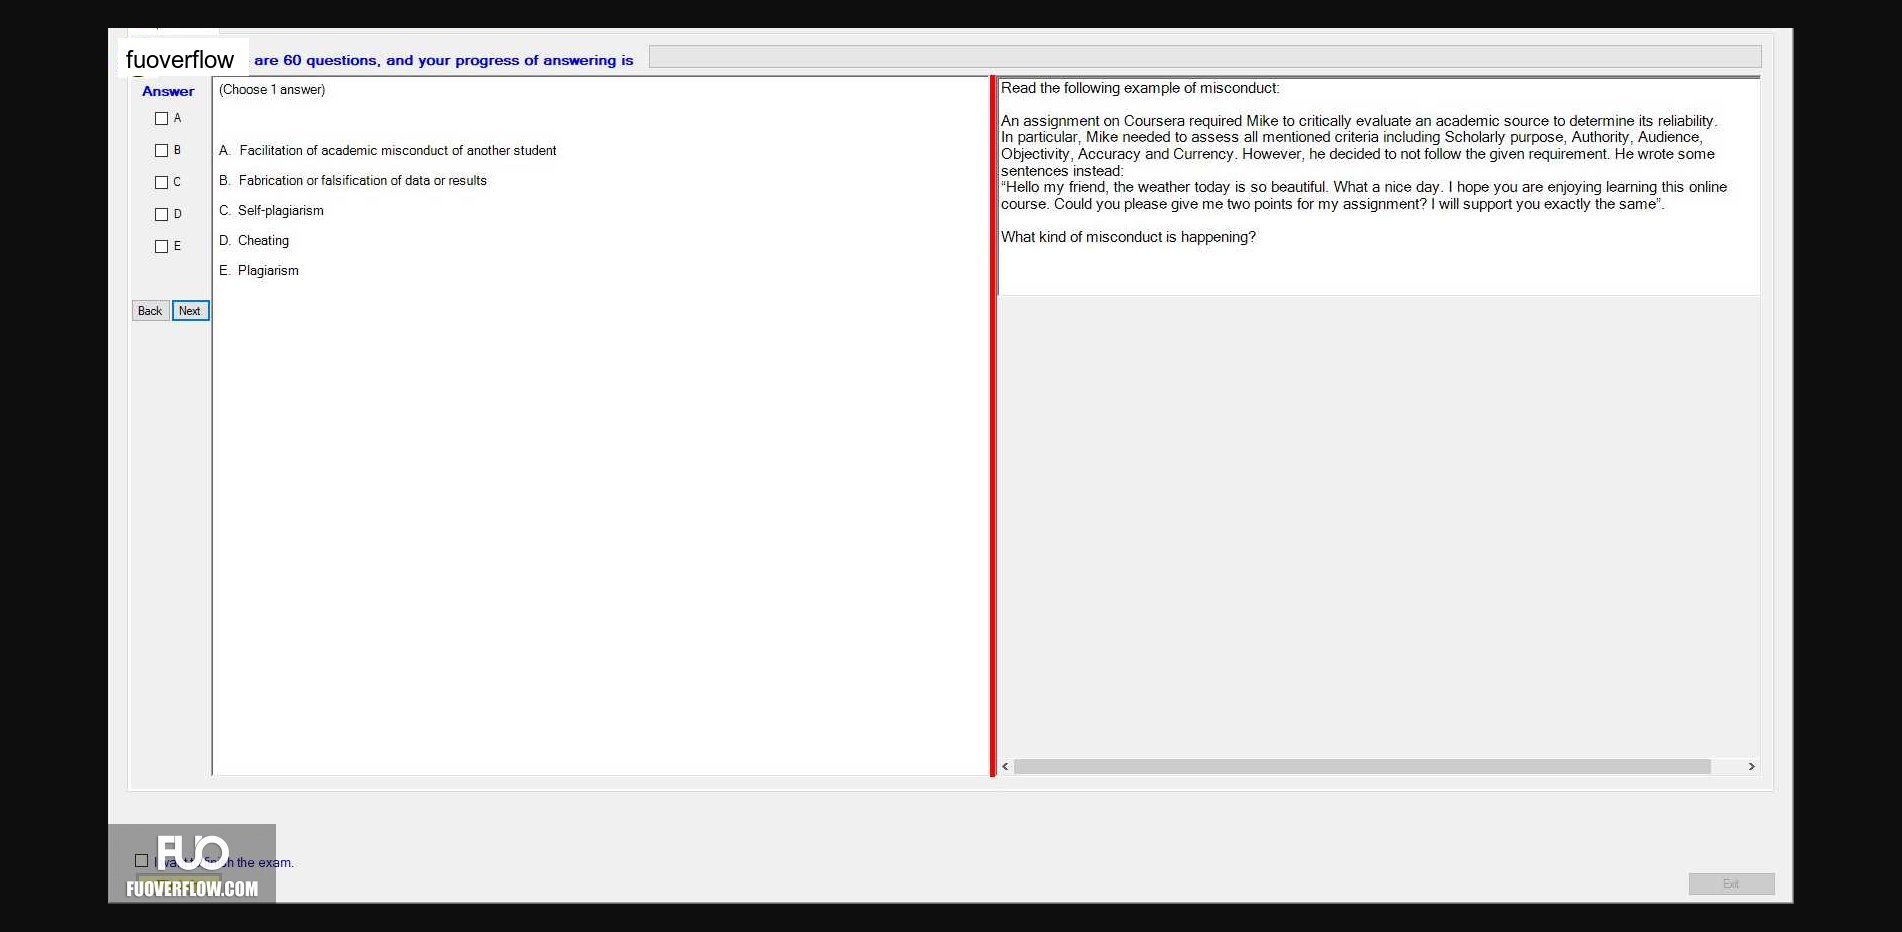 fuoverflow are 60 questions, and your progress of answering is
Answer
A
B
C
D
E
Back Next
(Choose 1 answer)
A. Facilitation of academic misconduct of another student
B. Fabrication or falsification of data or results
C. Self-plagiarism
D. Cheating
E. Plagiarism
Read the following example of misconduct:
An assignment on Coursera required Mike to critically evaluate an academic source to determine its reliability.
In particular, Mike needed to assess all mentioned criteria including Scholarly purpose, Authority, Audience,
Objectivity, Accuracy and Currency. However, he decided to not follow the given requirement. He wrote some
sentences instead:
“Hello my friend, the weather today is so beautiful. What a nice day. I hope you are enjoying learning this online
course. Could you please give me two points for my assignment? I will support you exactly the same”.
What kind of misconduct is happening?
FUO
I want to finish the exam.
FUOVERFLOW.COM
Exit